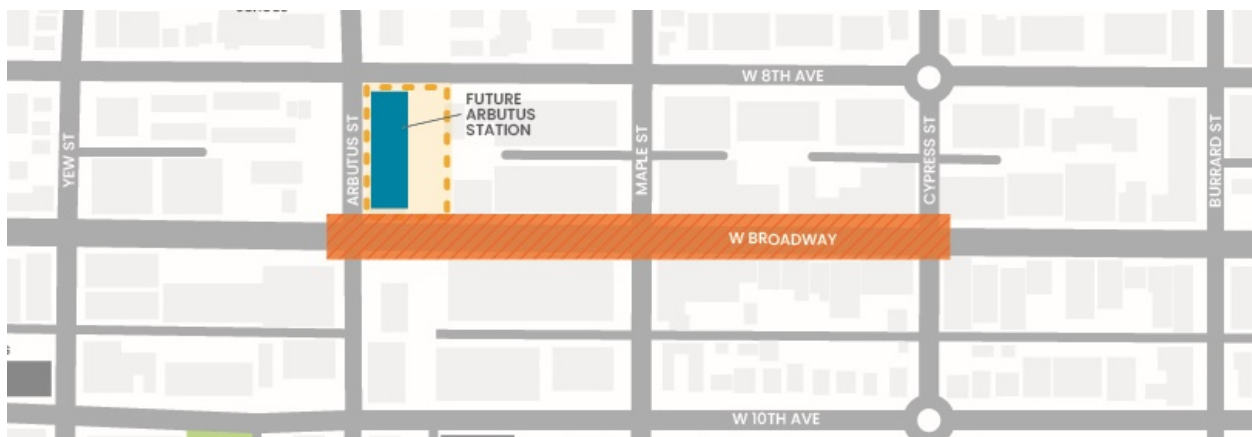 W 8TH AVE
FUTURE
ARBUTUS
STATION
YEW ST
ARBUTUS ST
MAPLE ST
CYPRESS ST
BURRARD ST
W BROADWAY
W 10TH AVE